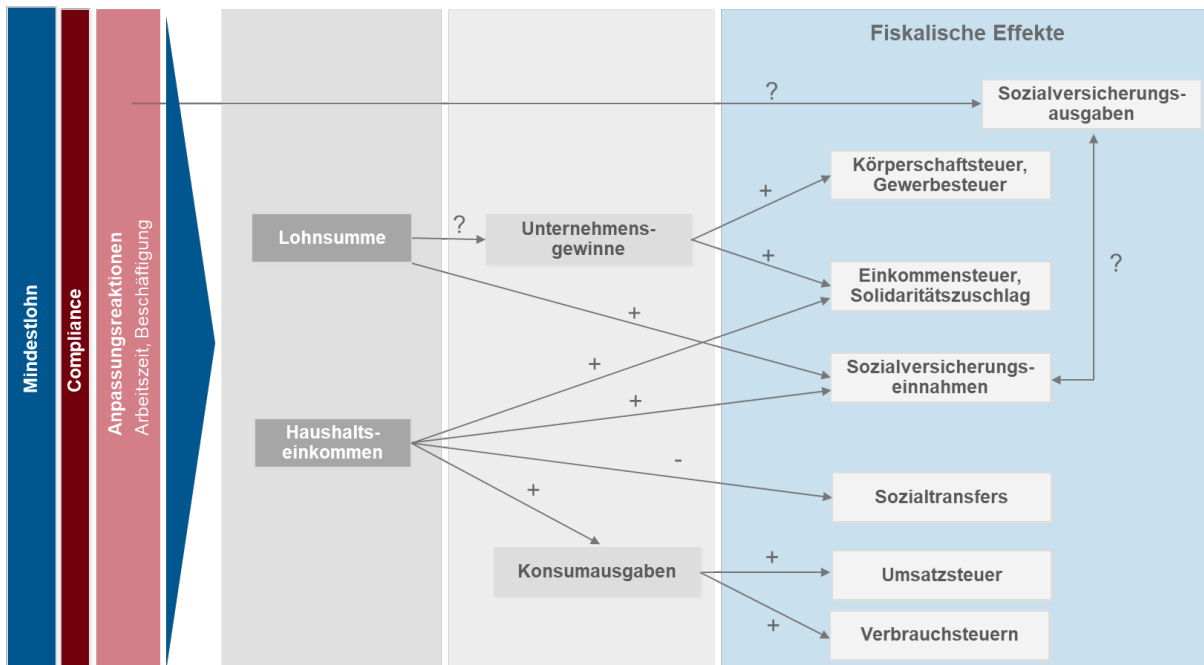 Mindestlohn
Compliance
Anpassungsreaktionen
Arbeitszeit, Beschäftigung
Fiskalische Effekte
?
Sozialversicherungs-
ausgaben
Körperschaftsteuer,
Gewerbesteuer
+
Lohnsumme
?
Unternehmens-
gewinne
+
Einkommensteuer,
Solidaritätszuschlag
?
+
+
Sozialversicherungs-
einnahmen
+
Haushalts-
einkommen
-
+
Sozialtransfers
Konsumausgaben
+
Umsatzsteuer
+
Verbrauchsteuern